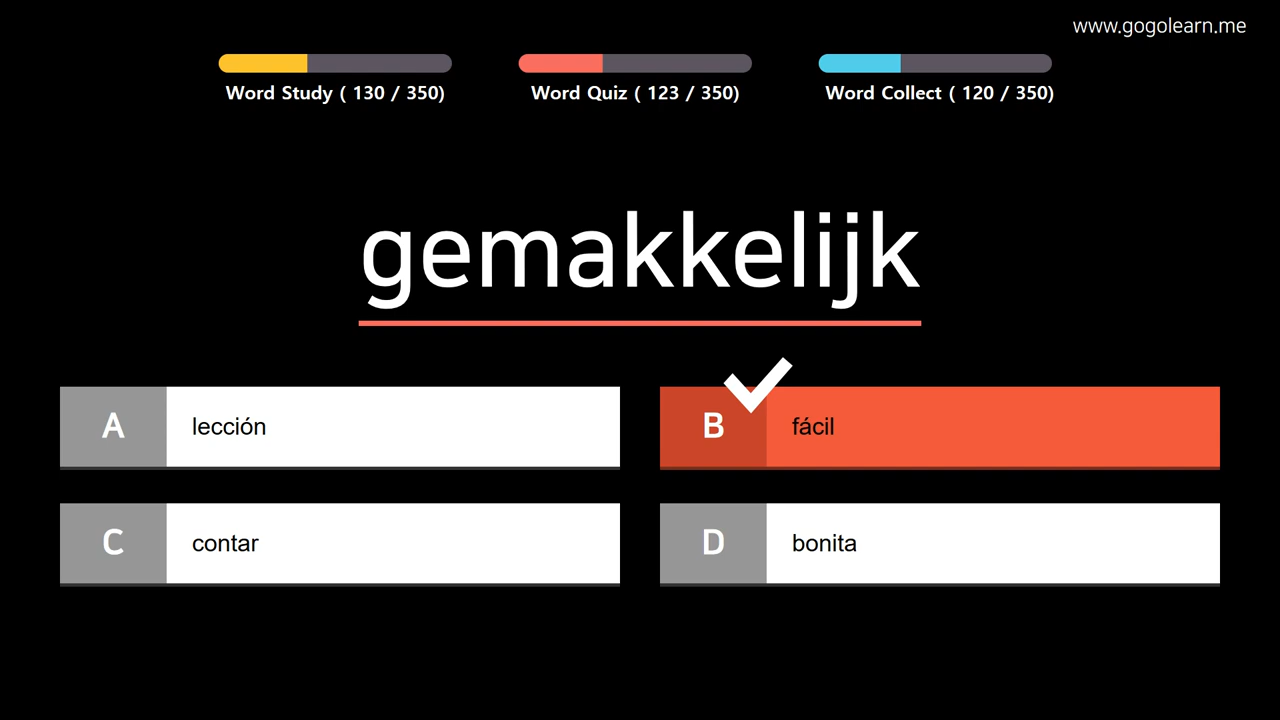 www.gogolearn.me
Word Study ( 130 / 350)
Word Quiz ( 123 / 350)
Word Collect ( 120 / 350)
gemakkelijk
A lección
B fácil
C contar
D bonita